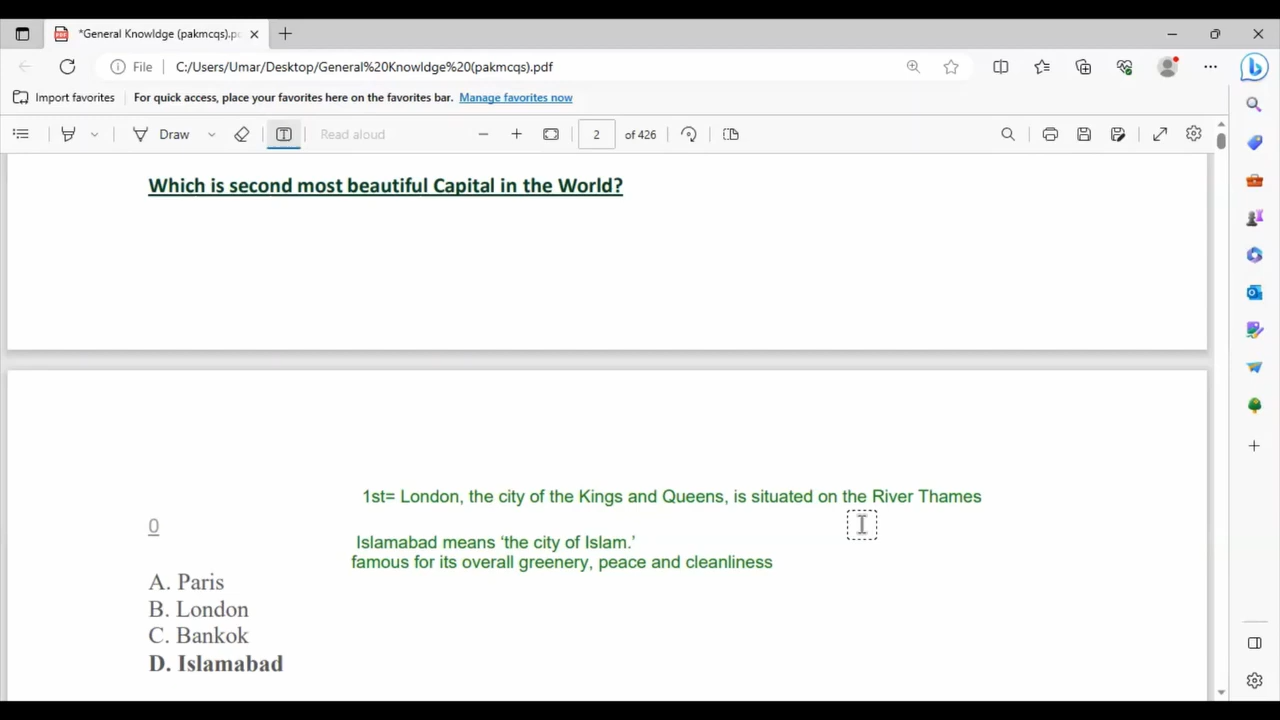 *General Knowldge (pakmcqs).pd
File
C:/Users/Umar/Desktop/General%20Knowldge%20(pakmcqs).pdf
Import favorites
For quick access, place your favorites here on the favorites bar. Manage favorites now
Draw
Read aloud
2 of 426
Which is second most beautiful Capital in the World?
1st= London, the city of the Kings and Queens, is situated on the River Thames
0
Islamabad means ‘the city of Islam.’
famous for its overall greenery, peace and cleanliness
A. Paris
B. London
C. Bankok
D. Islamabad